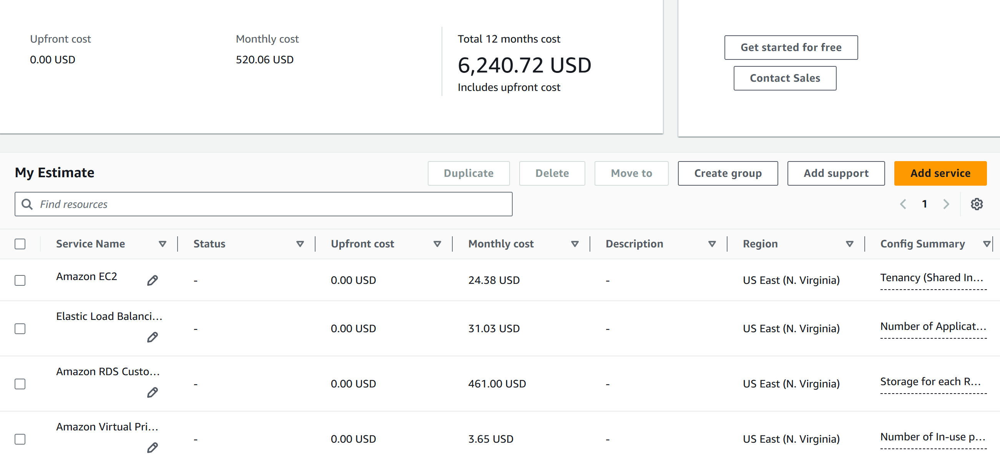 Upfront cost
0.00 USD
Monthly cost
520.06 USD
Total 12 months cost
6,240.72 USD
Includes upfront cost
Get started for free
Contact Sales
My Estimate
Duplicate
Delete
Move to
Create group
Add support
Add service
Find resources
1
Service Name Status Upfront cost Monthly cost Description Region Config Summary
Amazon EC2 - 0.00 USD 24.38 USD - US East (N. Virginia) Tenancy (Shared In...
Elastic Load Balanci... - 0.00 USD 31.03 USD - US East (N. Virginia) Number of Applicat...
Amazon RDS Custo... - 0.00 USD 461.00 USD - US East (N. Virginia) Storage for each R...
Amazon Virtual Pri... - 0.00 USD 3.65 USD - US East (N. Virginia) Number of In-use p...